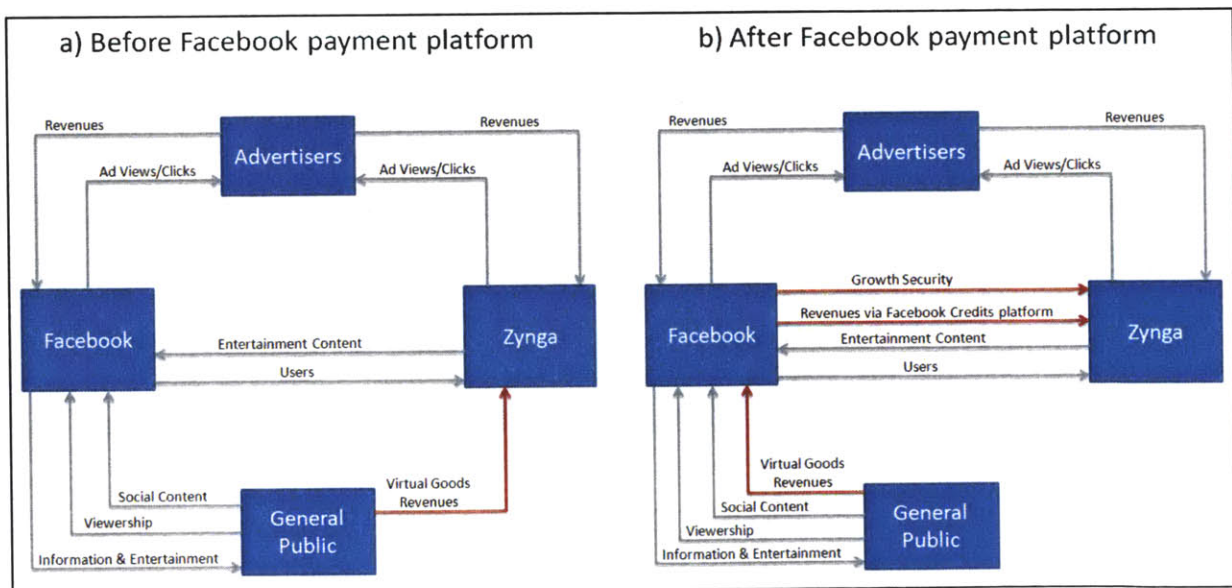 a) Before Facebook payment platform
Revenues
Revenues
Advertisers
Ad Views/Clicks
Ad Views/Clicks
Facebook
Zynga
Entertainment Content
Users
Social Content
Viewership
Information & Entertainment
General
Public
Virtual Goods
Revenues
b) After Facebook payment platform
Revenues
Revenues
Advertisers
Ad Views/Clicks
Ad Views/Clicks
Growth Security
Revenues via Facebook Credits platform
Facebook
Zynga
Entertainment Content
Users
Virtual Goods
Revenues
Social Content
Viewership
Information & Entertainment
General
Public